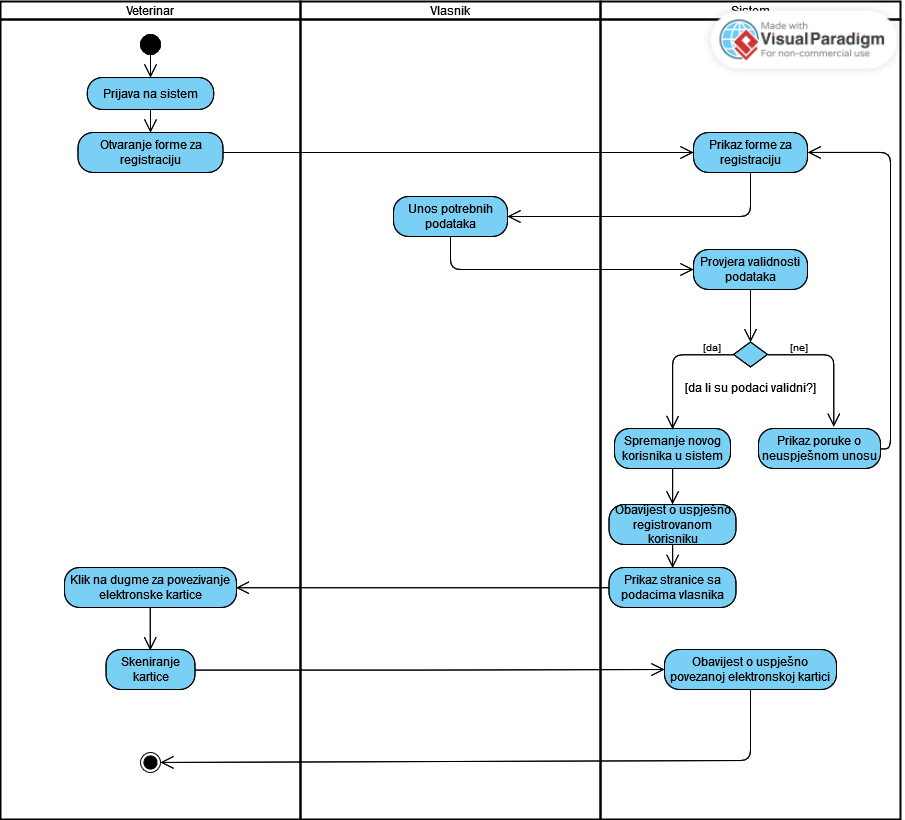 Veterinar
Vlasnik
Sistem
Made with
VisualParadigm
For non-commercial use
Prijava na sistem
Otvaranje forme za
registraciju
Prikaz forme za
registraciju
Unos potrebnih
podataka
Provjera validnosti
podataka
[da]
[ne]
[da li su podaci validni?]
Spremanje novog
korisnika u sistem
Prikaz poruke o
neuspješnom unosu
Obavijest o uspješno
registrovanom
korisniku
Klik na dugme za povezivanje
elektronske kartice
Prikaz stranice sa
podacima vlasnika
Skeniranje
kartice
Obavijest o uspješno
povezanoj elektronskoj kartici